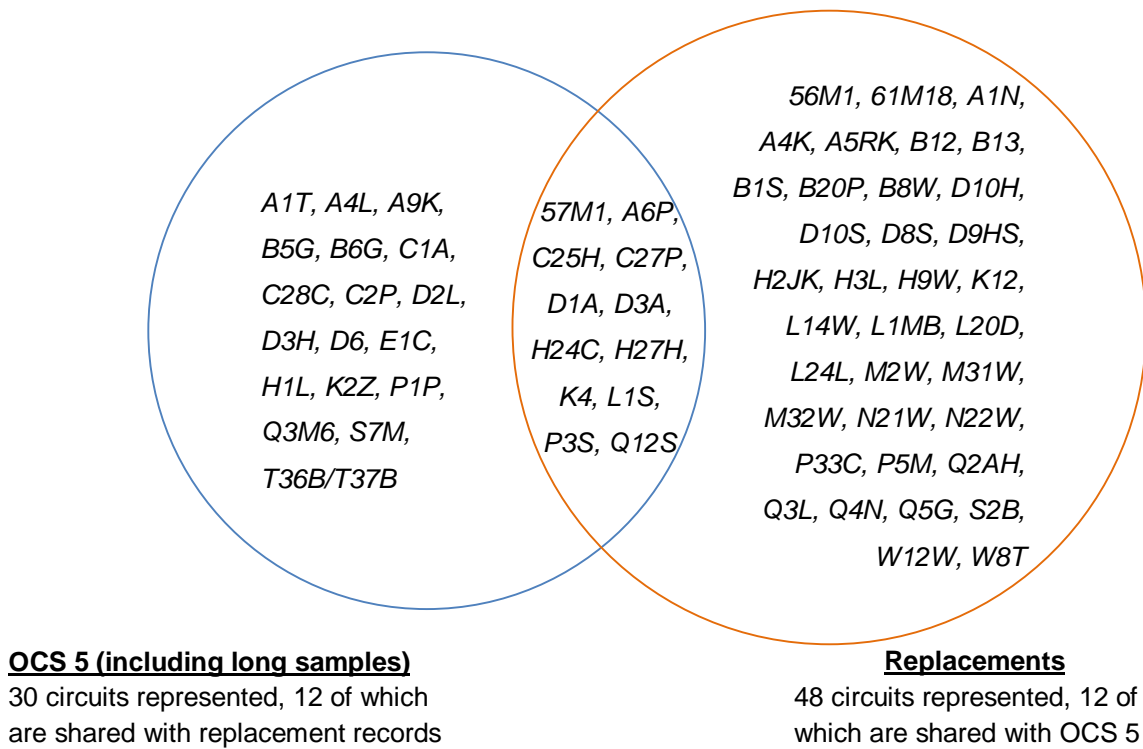 A1T, A4L, A9K,
B5G, B6G, C1A,
C28C, C2P, D2L,
D3H, D6, E1C,
H1L, K2Z, P1P,
Q3M6, S7M,
T36B/T37B
57M1, A6P,
C25H, C27P,
D1A, D3A,
H24C, H27H,
K4, L1S,
P3S, Q12S
56M1, 61M18, A1N,
A4K, A5RK, B12, B13,
B1S, B20P, B8W, D10H,
D10S, D8S, D9HS,
H2JK, H3L, H9W, K12,
L14W, L1MB, L20D,
L24L, M2W, M31W,
M32W, N21W, N22W,
P33C, P5M, Q2AH,
Q3L, Q4N, Q5G, S2B,
W12W, W8T
OCS 5 (including long samples)
30 circuits represented, 12 of which
are shared with replacement records
Replacements
48 circuits represented, 12 of
which are shared with OCS 5